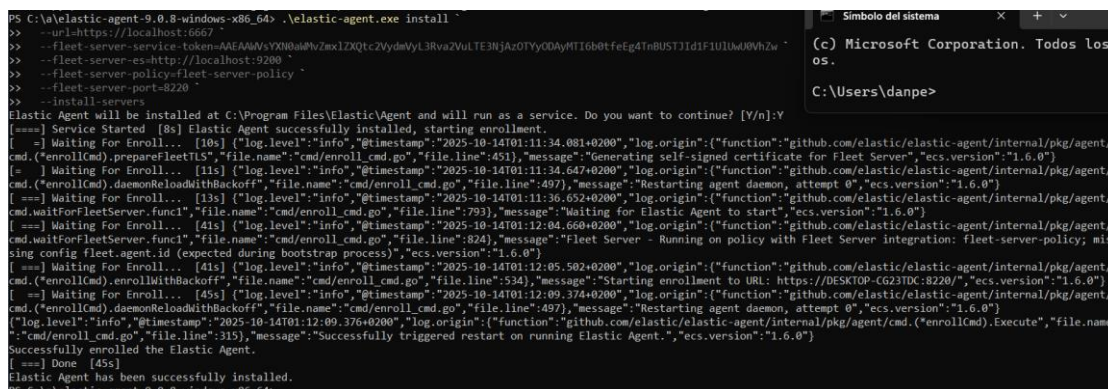 PS C:\a\elastic-agent-9.0.8-windows-x86_64> .\elastic-agent.exe install `
>>   --url=https://localhost:6667 `
>>   --fleet-server-service-token=AAEAAWVsYXN0aWMvZmxlZXQtc2VydmVyL3Rva2VuLTE3NjAzOTYyODAyMTI6b0tfeEg4TnBUSTJId1F1UlUwU0VhZw `
>>   --fleet-server-es=http://localhost:9200 `
>>   --fleet-server-policy=fleet-server-policy `
>>   --fleet-server-port=8220 `
>>   --install-servers
Elastic Agent will be installed at C:\Program Files\Elastic\Agent and will run as a service. Do you want to continue? [Y/n]:Y
[====] Service Started  [8s] Elastic Agent successfully installed, starting enrollment.
[   =] Waiting For Enroll...  [10s] {"log.level":"info","@timestamp":"2025-10-14T01:11:34.081+0200","log.origin":{"function":"github.com/elastic/elastic-agent/internal/pkg/agent/
cmd.(*enrollCmd).prepareFleetTLS","file.name":"cmd/enroll_cmd.go","file.line":451},"message":"Generating self-signed certificate for Fleet Server","ecs.version":"1.6.0"}
[=   ] Waiting For Enroll...  [11s] {"log.level":"info","@timestamp":"2025-10-14T01:11:34.647+0200","log.origin":{"function":"github.com/elastic/elastic-agent/internal/pkg/agent/
cmd.(*enrollCmd).daemonReloadWithBackoff","file.name":"cmd/enroll_cmd.go","file.line":497},"message":"Restarting agent daemon, attempt 0","ecs.version":"1.6.0"}
[ ===] Waiting For Enroll...  [13s] {"log.level":"info","@timestamp":"2025-10-14T01:11:36.652+0200","log.origin":{"function":"github.com/elastic/elastic-agent/internal/pkg/agent/
cmd.waitForFleetServer.func1","file.name":"cmd/enroll_cmd.go","file.line":793},"message":"Waiting for Elastic Agent to start","ecs.version":"1.6.0"}
[ ===] Waiting For Enroll...  [41s] {"log.level":"info","@timestamp":"2025-10-14T01:12:04.660+0200","log.origin":{"function":"github.com/elastic/elastic-agent/internal/pkg/agent/
cmd.waitForFleetServer.func1","file.name":"cmd/enroll_cmd.go","file.line":824},"message":"Fleet Server - Running on policy with Fleet Server integration: fleet-server-policy; mis
sing config fleet.agent.id (expected during bootstrap process)","ecs.version":"1.6.0"}
[ ===] Waiting For Enroll...  [41s] {"log.level":"info","@timestamp":"2025-10-14T01:12:05.502+0200","log.origin":{"function":"github.com/elastic/elastic-agent/internal/pkg/agent/
cmd.(*enrollCmd).enrollWithBackoff","file.name":"cmd/enroll_cmd.go","file.line":534},"message":"Starting enrollment to URL: https://DESKTOP-CG23TDC:8220/","ecs.version":"1.6.0"}
[  ==] Waiting For Enroll...  [45s] {"log.level":"info","@timestamp":"2025-10-14T01:12:09.374+0200","log.origin":{"function":"github.com/elastic/elastic-agent/internal/pkg/agent/
cmd.(*enrollCmd).daemonReloadWithBackoff","file.name":"cmd/enroll_cmd.go","file.line":497},"message":"Restarting agent daemon, attempt 0","ecs.version":"1.6.0"}
{"log.level":"info","@timestamp":"2025-10-14T01:12:09.376+0200","log.origin":{"function":"github.com/elastic/elastic-agent/internal/pkg/agent/cmd.(*enrollCmd).Execute","file.name
":"cmd/enroll_cmd.go","file.line":315},"message":"Successfully triggered restart on running Elastic Agent.","ecs.version":"1.6.0"}
Successfully enrolled the Elastic Agent.
[ ===] Done  [45s]
Elastic Agent has been successfully installed.
Símbolo del sistema
(c) Microsoft Corporation. Todos los
os.
C:\Users\danpe>